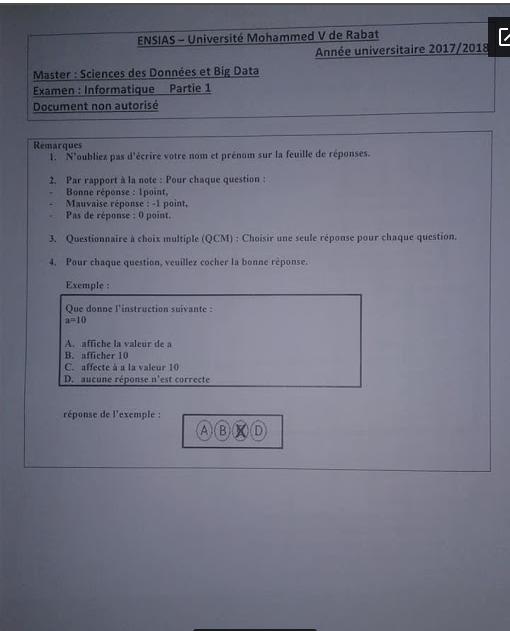 ENSIAS – Université Mohammed V de Rabat
Année universitaire 2017/2018
Master : Sciences des Données et Big Data
Examen : Informatique Partie 1
Document non autorisé
Remarques
1. N'oubliez pas d'écrire votre nom et prénom sur la feuille de réponses.
2. Par rapport à la note : Pour chaque question :
- Bonne réponse : 1point,
- Mauvaise réponse : -1 point,
- Pas de réponse : 0 point.
3. Questionnaire à choix multiple (QCM) : Choisir une seule réponse pour chaque question.
4. Pour chaque question, veuillez cocher la bonne réponse.
Exemple :
Que donne l'instruction suivante :
a=10
A. affiche la valeur de a
B. afficher 10
C. affecte à a la valeur 10
D. aucune réponse n'est correcte
réponse de l'exemple :
A B X D